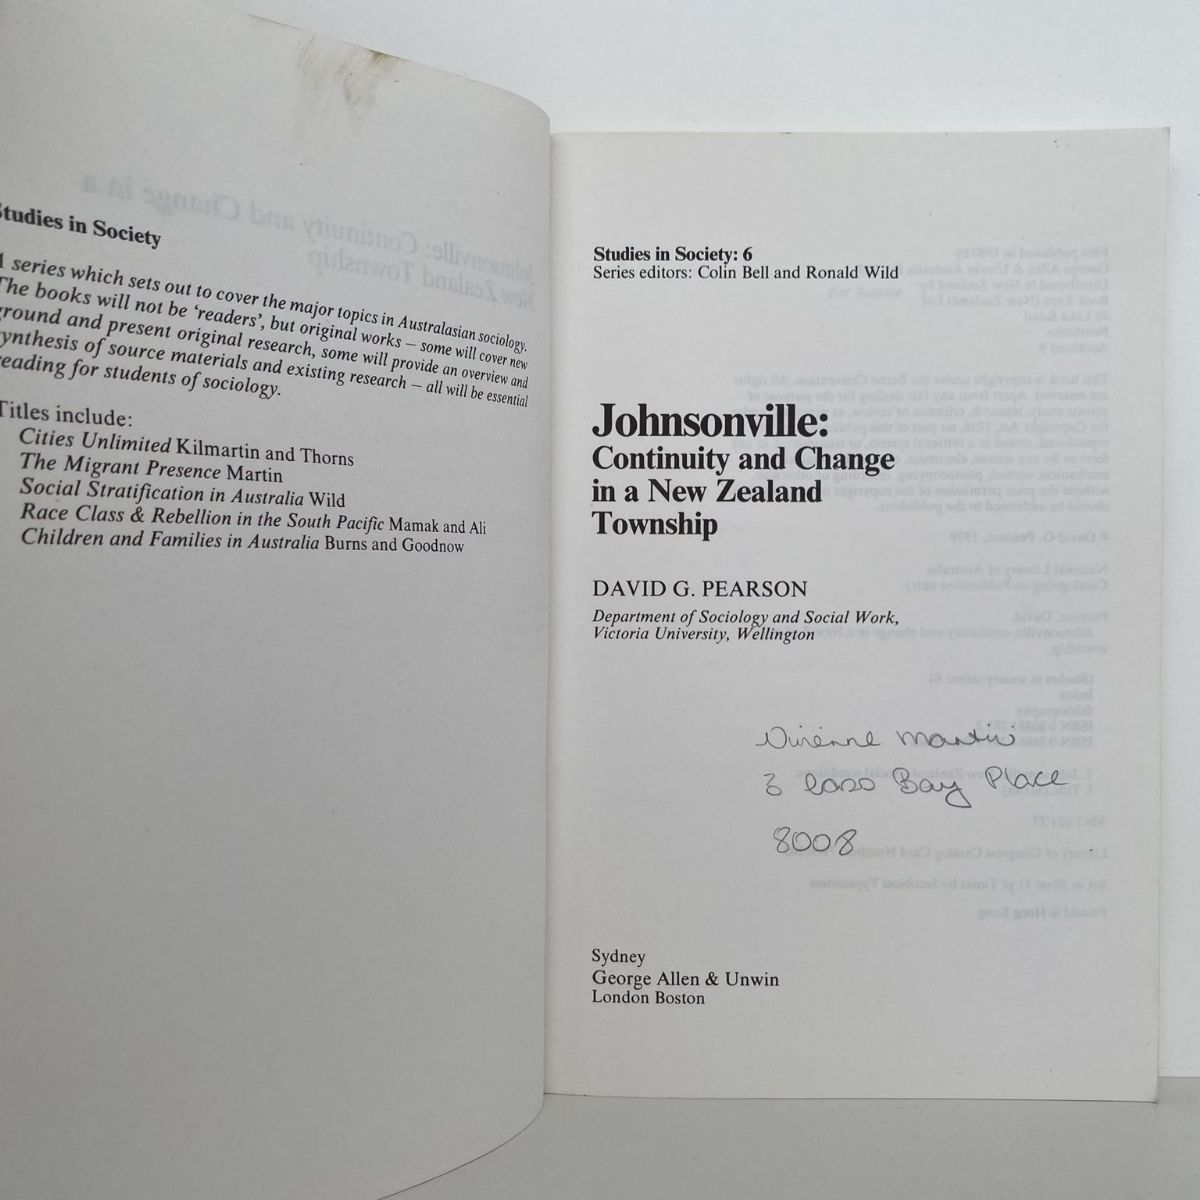 Studies in Society
A series which sets out to cover the major topics in Australasian sociology.
The books will not be 'readers', but original works – some will cover new
ground and present original research, some will provide an overview and
synthesis of source materials and existing research – all will be essential
reading for students of sociology.
Titles include:
Cities Unlimited Kilmartin and Thorns
The Migrant Presence Martin
Social Stratification in Australia Wild
Race Class & Rebellion in the South Pacific Mamak and Ali
Children and Families in Australia Burns and Goodnow
Studies in Society: 6
Series editors: Colin Bell and Ronald Wild
Johnsonville:
Continuity and Change
in a New Zealand
Township
DAVID G. PEARSON
Department of Sociology and Social Work,
Victoria University, Wellington
Vivienne Martin
3 Bay Place
8008
Sydney
George Allen & Unwin
London Boston